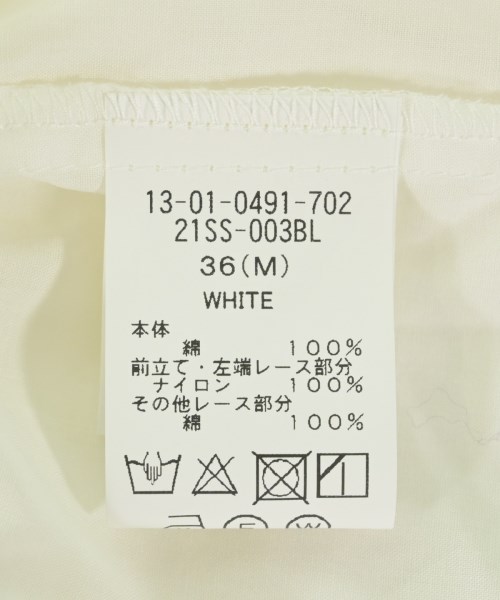 13-01-0491-702
21SS-003BL
36(M)
WHITE
本体
綿 100%
前立て・左端レース部分
ナイロン 100%
その他レース部分
綿 100%